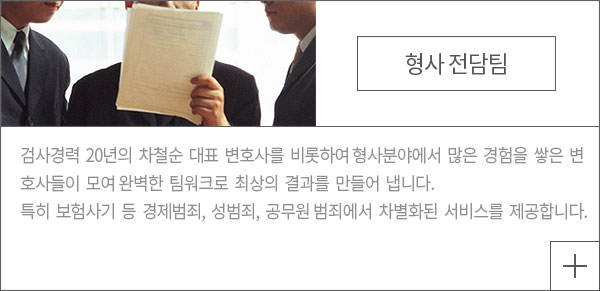 형사 전담팀
검사경력 20년의 차철순 대표 변호사를 비롯하여 형사분야에서 많은 경험을 쌓은 변
호사들이 모여 완벽한 팀워크로 최상의 결과를 만들어 냅니다.
특히 보험사기 등 경제범죄, 성범죄, 공무원 범죄에서 차별화된 서비스를 제공합니다.